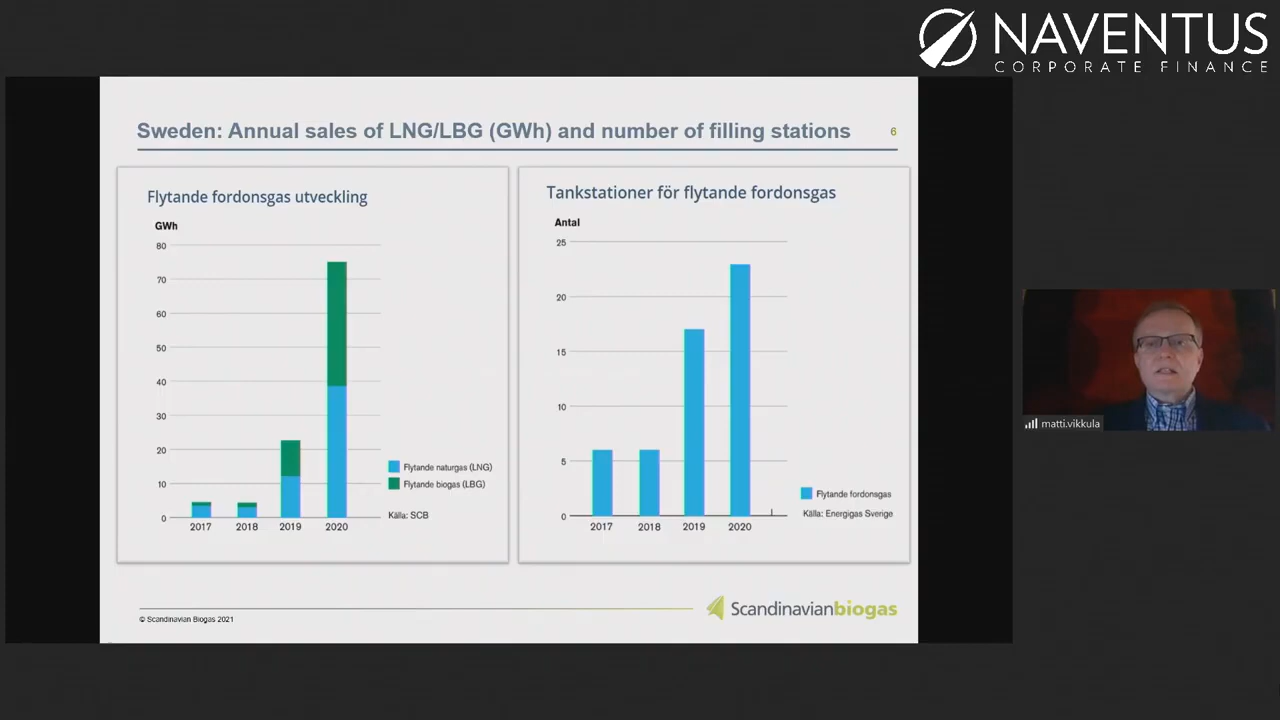 NAVENTUS
CORPORATE FINANCE
Sweden: Annual sales of LNG/LBG (GWh) and number of filling stations
6
Flytande fordonsgas utveckling
GWh
80
70
60
50
40
30
20
10
0
2017 2018 2019 2020
Flytande naturgas (LNG)
Flytande biogas (LBG)
Källa: SCB
Tankstationer för flytande fordonsgas
Antal
25
20
15
10
5
0
2017 2018 2019 2020
Flytande fordonsgas
Källa: Energigas Sverige
matti.vikkula
© Scandinavian Biogas 2021
Scandinavianbiogas